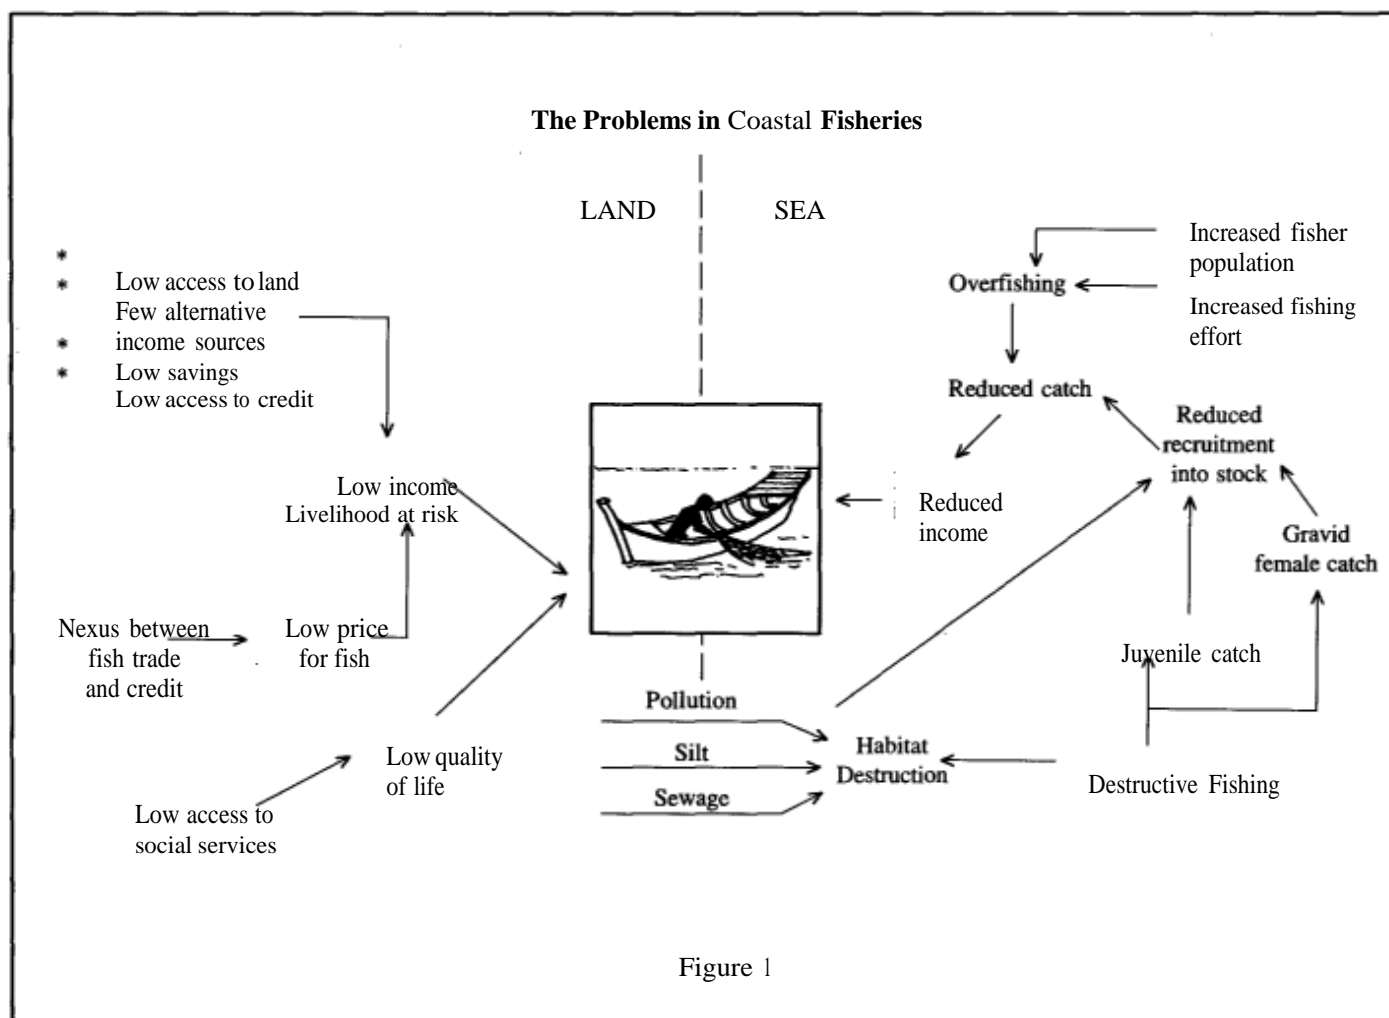 The Problems in Coastal Fisheries
LAND
SEA
*
* Low access to land
Few alternative
* income sources
* Low savings
Low access to credit
Low income
Livelihood at risk
Nexus between
fish trade
and credit
Low price
for fish
Low quality
of life
Low access to
social services
Increased fisher
population
Overfishing
Increased fishing
effort
Reduced catch
Reduced
recruitment
into stock
Reduced
income
Gravid
female catch
Juvenile catch
Pollution
Silt
Sewage
Habitat
Destruction
Destructive Fishing
Figure 1